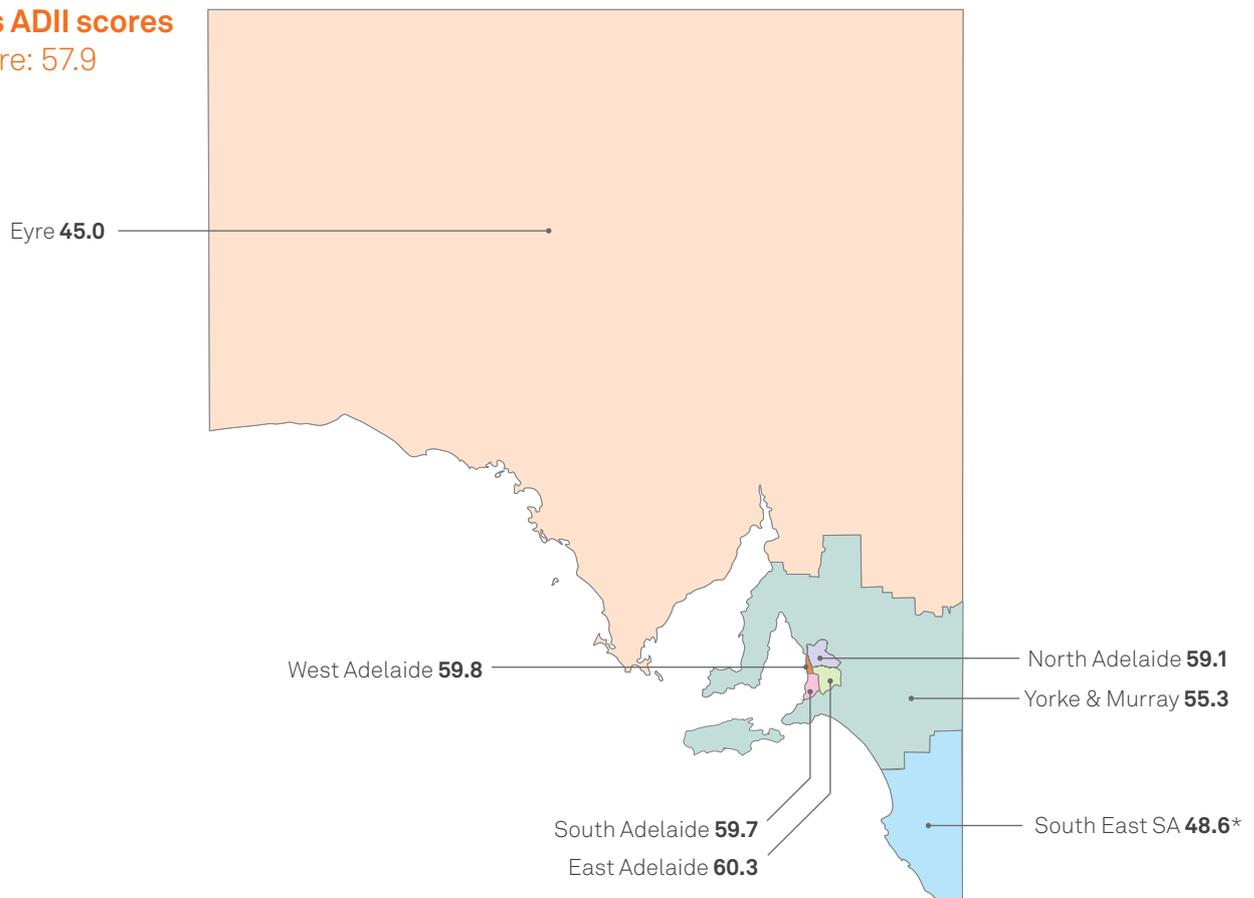 ADII scores
57.9
Eyre 45.0
West Adelaide 59.8
North Adelaide 59.1
Yorke & Murray 55.3
South Adelaide 59.7
South East SA 48.6*
East Adelaide 60.3